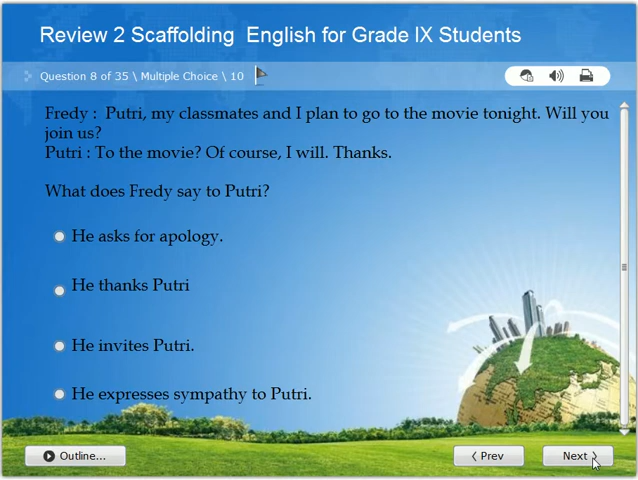 Review 2 Scaffolding  English for Grade IX Students
Question 8 of 35 \ Multiple Choice \ 10
Fredy :  Putri, my classmates and I plan to go to the movie tonight. Will you
join us?
Putri : To the movie? Of course, I will. Thanks.
What does Fredy say to Putri?
He asks for apology.
He thanks Putri
He invites Putri.
He expresses sympathy to Putri.
Outline...
Prev
Next